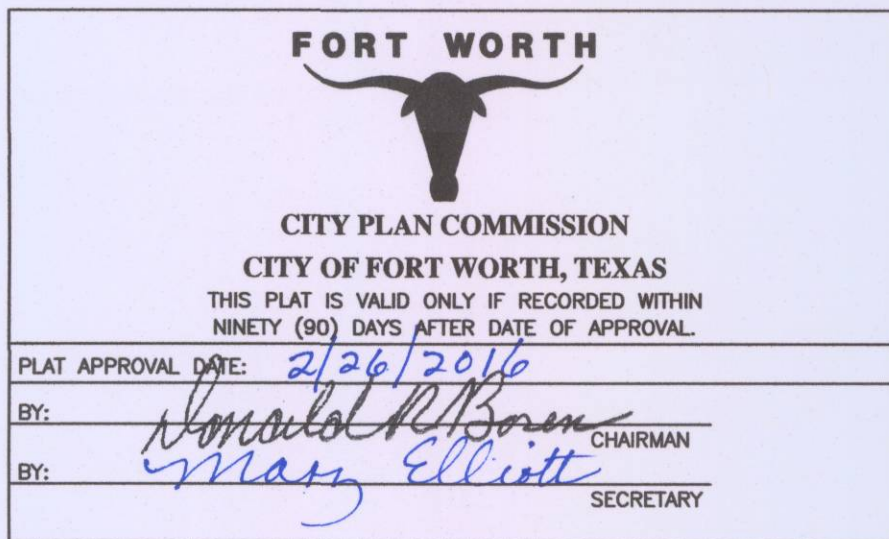 FORT WORTH
CITY PLAN COMMISSION
CITY OF FORT WORTH, TEXAS
THIS PLAT IS VALID ONLY IF RECORDED WITHIN
NINETY (90) DAYS AFTER DATE OF APPROVAL.
PLAT APPROVAL DATE: 2/26/2016
BY: Donald R Boren CHAIRMAN
BY: Mary Elliott SECRETARY